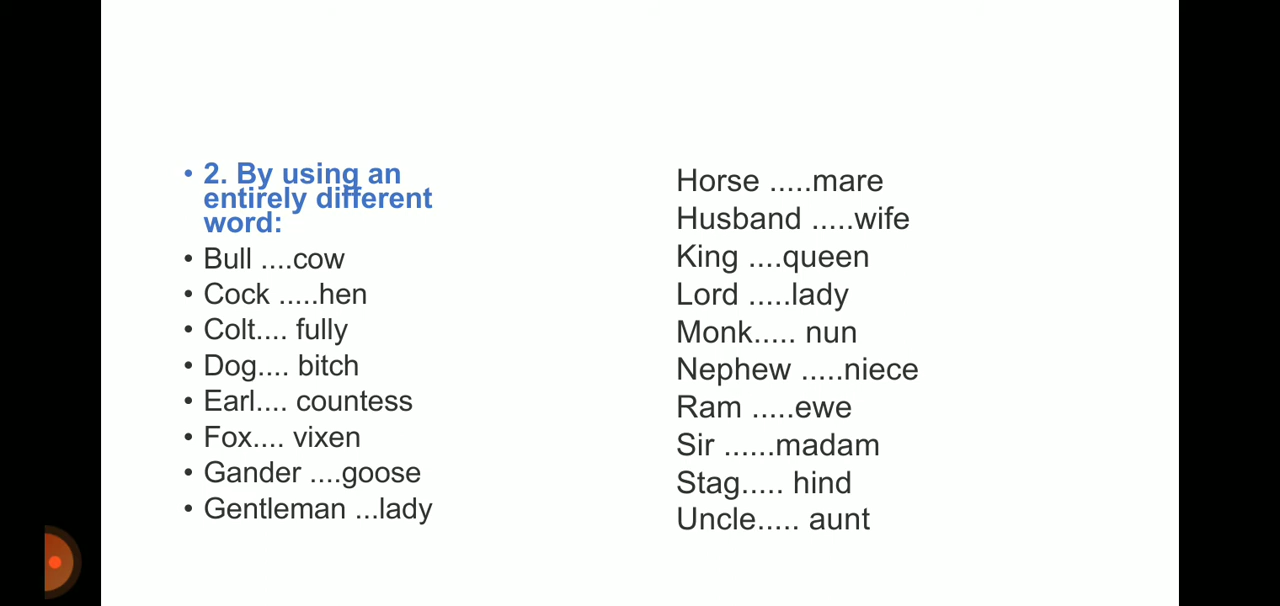 • 2. By using an
entirely different
word:
• Bull ....cow
• Cock .....hen
• Colt.... fully
• Dog.... bitch
• Earl.... countess
• Fox.... vixen
• Gander ....goose
• Gentleman ...lady
Horse .....mare
Husband .....wife
King ....queen
Lord .....lady
Monk..... nun
Nephew .....niece
Ram .....ewe
Sir ......madam
Stag..... hind
Uncle..... aunt